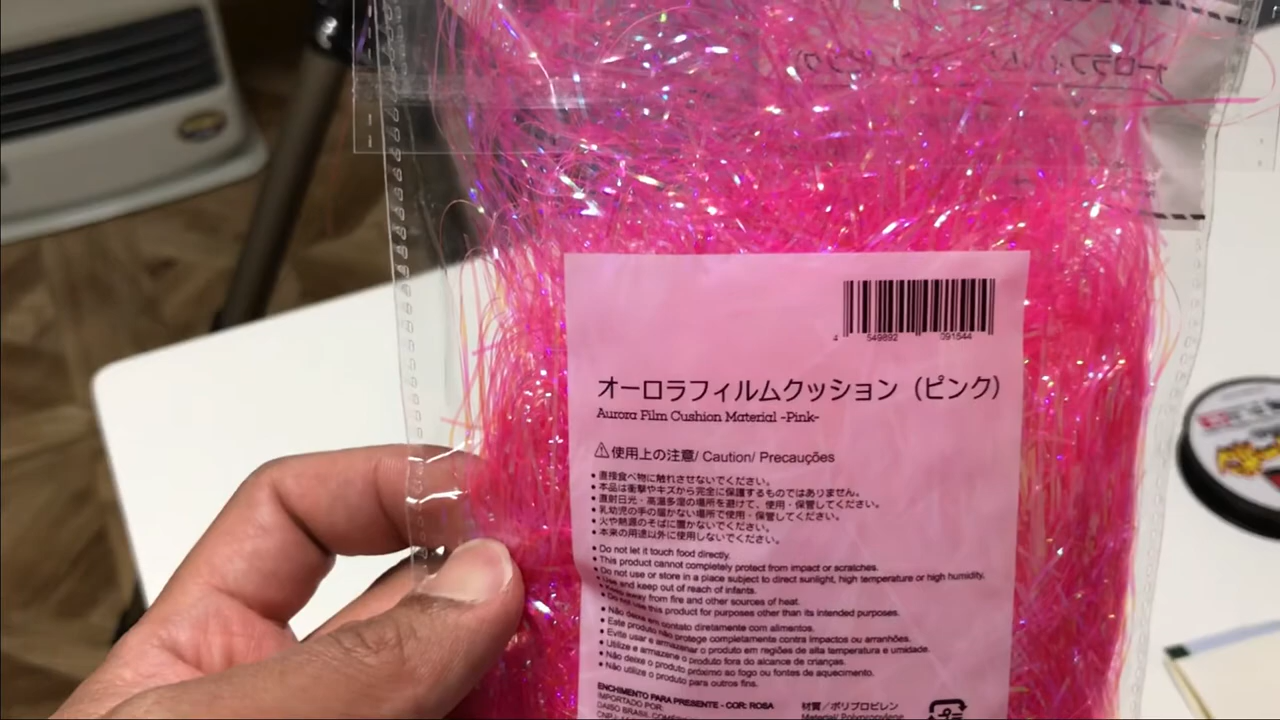 4 549892 091544
オーロラフィルムクッション（ピンク）
Aurora Film Cushion Material -Pink-
⚠使用上の注意/ Caution/ Precauções
• 直接食べ物に触れさせないでください。
• 本品は衝撃やキズから完全に保護するものではありません。
• 直射日光・高温多湿の場所を避けて、使用・保管してください。
• 乳幼児の手の届かない場所で使用・保管してください。
• 火や熱源のそばに置かないでください。
• 本来の用途以外に使用しないでください。
• Do not let it touch food directly.
• This product cannot completely protect from impact or scratches.
• Do not use or store in a place subject to direct sunlight, high temperature or high humidity.
• Use and keep out of reach of infants.
• Keep away from fire and other sources of heat.
• Do not use this product for purposes other than its intended purposes.
• Não deixe em contato diretamente com alimentos.
• Este produto não protege completamente contra impactos ou arranhões.
• Evite usar e armazenar o produto em regiões de alta temperatura e umidade.
• Utilize e armazene o produto fora do alcance de crianças.
• Não deixe o produto próximo ao fogo ou fontes de aquecimento.
• Não utilize o produto para outros fins.
ENCHIMENTO PARA PRESENTE - COR: ROSA
IMPORTADO POR:
DAISO BRASIL
材質／ポリプロピレン
Material/ Polypropylene